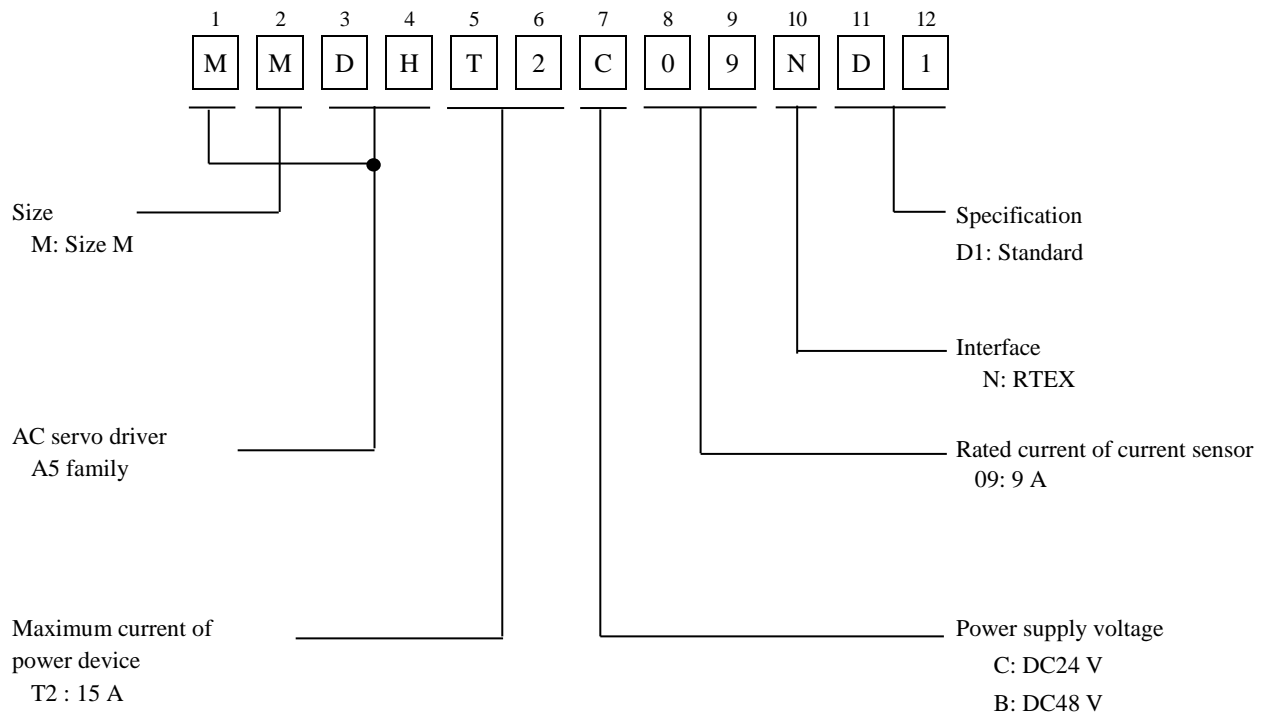 1 2 3 4 5 6 7 8 9 10 11 12
M M D H T 2 C 0 9 N D 1
Size
M: Size M
Specification
D1: Standard
Interface
N: RTEX
AC servo driver
A5 family
Rated current of current sensor
09: 9 A
Maximum current of
power device
T2 : 15 A
Power supply voltage
C: DC24 V
B: DC48 V